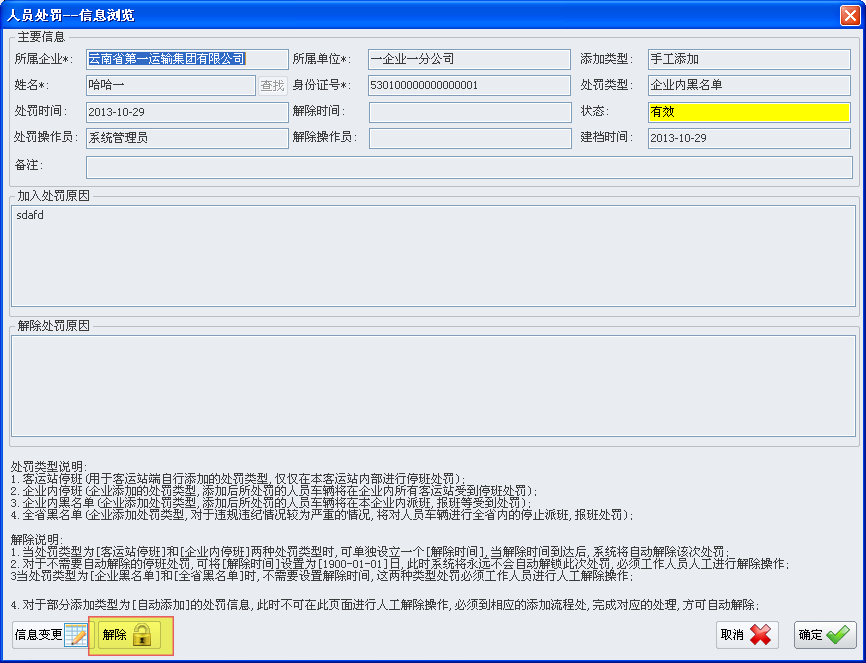 人员处罚--信息浏览
主要信息
所属企业*: 云南省第一运输集团有限公司 所属单位*: 一企业一分公司 添加类型: 手工添加
姓名*: 哈哈一 查找 身份证号*: 530100000000000001 处罚类型: 企业内黑名单
处罚时间: 2013-10-29 解除时间: 状态: 有效
处罚操作员: 系统管理员 解除操作员: 建档时间: 2013-10-29
备注:
加入处罚原因
sdafd
解除处罚原因
处罚类型说明:
1.客运站停班(用于客运站端自行添加的处罚类型,仅仅在本客运站内部进行停班处罚);
2.企业内停班(企业添加的处罚类型,添加后所处罚的人员车辆将在企业内所有客运站受到停班处罚);
3.企业内黑名单(企业添加处罚类型,添加后所处罚的人员车辆将在本企业内派班,报班等受到处罚);
4.全省黑名单(企业添加处罚类型,对于违规违纪情况较为严重的情况,将对人员车辆进行全省内的停止派班,报班处罚);
解除说明:
1.当处罚类型为[客运站停班]和[企业内停班]两种处罚类型时,可单独设立一个[解除时间],当解除时间到达后,系统将自动解除该次处罚;
2.对于不需要自动解除的停班处罚,可将[解除时间]设置为[1900-01-01]日,此时系统将永远不会自动解锁此次处罚,必须工作人员人工进行解除操作;
3当处罚类型为[企业黑名单]和[全省黑名单]时,不需要设置解除时间,这两种类型处罚必须工作人员进行人工解除操作;
4.对于部分添加类型为[自动添加]的处罚信息,此时不可在此页面进行人工解除操作,必须到相应的添加流程处,完成对应的处理,方可自动解除;
信息变更 解除 取消 确定